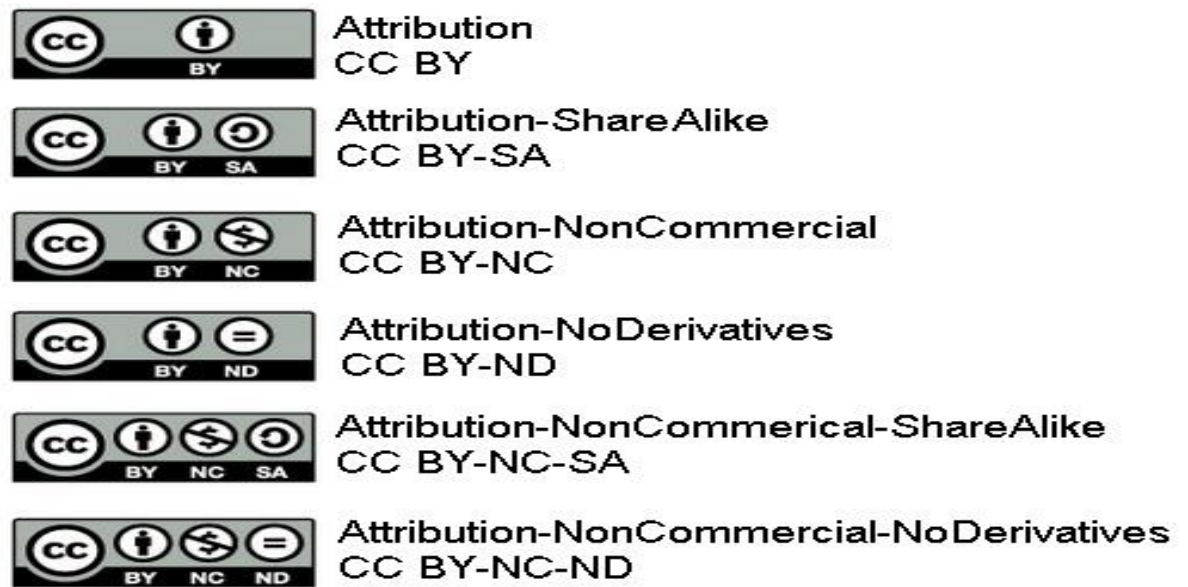 cc BY
Attribution
CC BY
cc BY SA
Attribution-ShareAlike
CC BY-SA
cc BY NC $
Attribution-NonCommercial
CC BY-NC
cc BY ND =
Attribution-NoDerivatives
CC BY-ND
cc BY NC SA $
Attribution-NonCommerical-ShareAlike
CC BY-NC-SA
cc BY NC ND $ =
Attribution-NonCommercial-NoDerivatives
CC BY-NC-ND